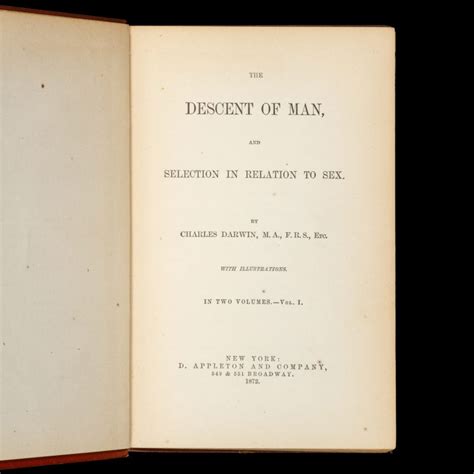 THE
DESCENT OF MAN,
AND
SELECTION IN RELATION TO SEX.
BY
CHARLES DARWIN, M.A., F.R.S., ETC.
WITH ILLUSTRATIONS.
IN TWO VOLUMES.—VOL. I.
NEW YORK:
D. APPLETON AND COMPANY,
549 & 551 BROADWAY.
1872.